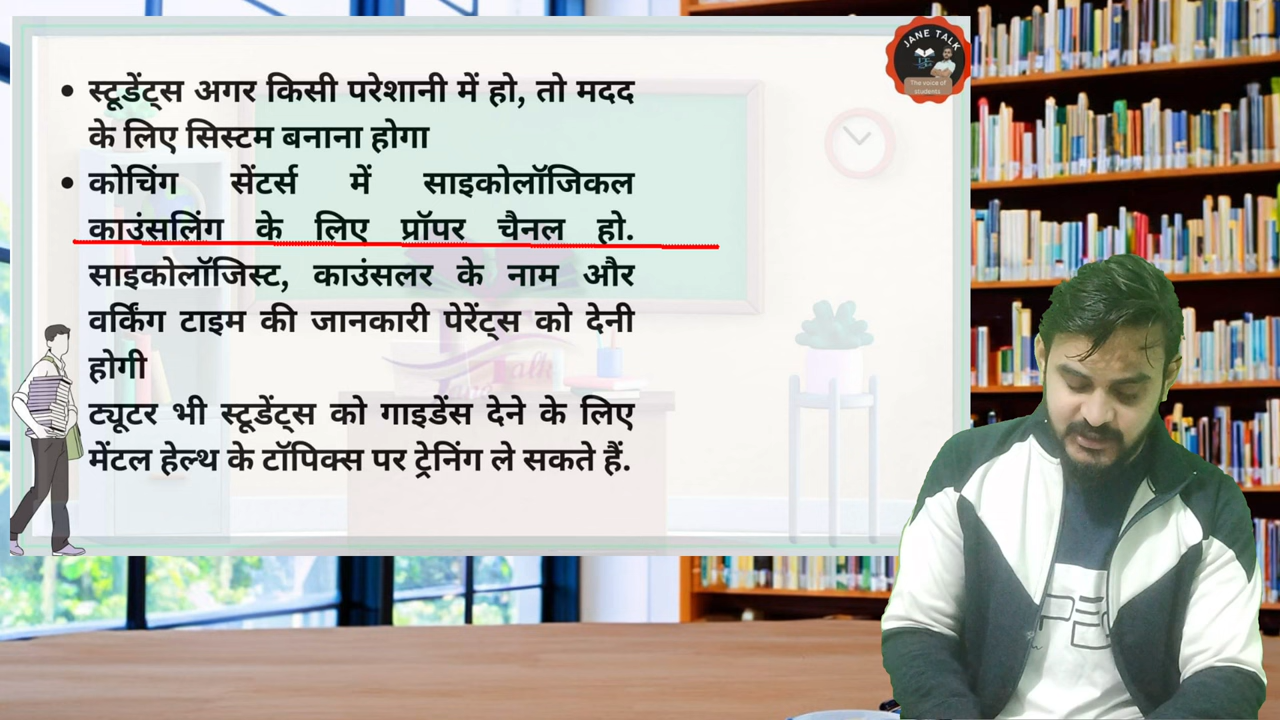 JANE TALK
The voice of
students
स्टूडेंट्स अगर किसी परेशानी में हो, तो मदद
के लिए सिस्टम बनाना होगा
कोचिंग सेंटर्स में साइकोलॉजिकल
काउंसलिंग के लिए प्रॉपर चैनल हो.
साइकोलॉजिस्ट, काउंसलर के नाम और
वर्किंग टाइम की जानकारी पेरेंट्स को देनी
होगी
ट्यूटर भी स्टूडेंट्स को गाइडेंस देने के लिए
मेंटल हेल्थ के टॉपिक्स पर ट्रेनिंग ले सकते हैं.
Talk